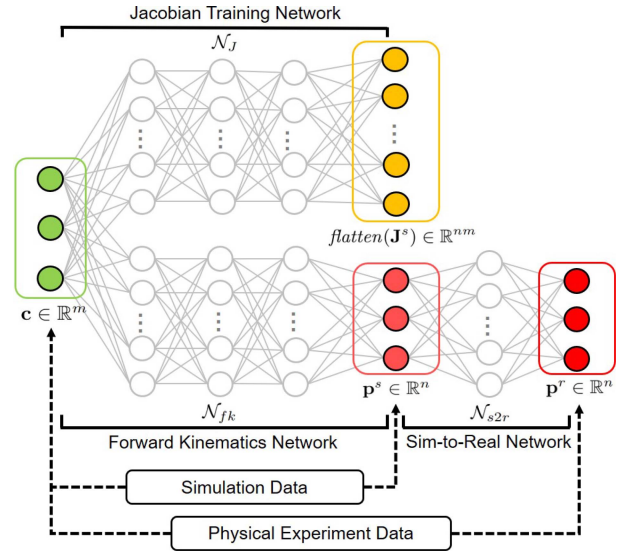 Jacobian Training Network
𝒩_J
flatten(𝐉^s) ∈ ℝ^{nm}
𝐜 ∈ ℝ^m
𝐩^s ∈ ℝ^n
𝐩^r ∈ ℝ^n
𝒩_{fk}
𝒩_{s2r}
Forward Kinematics Network
Sim-to-Real Network
Simulation Data
Physical Experiment Data